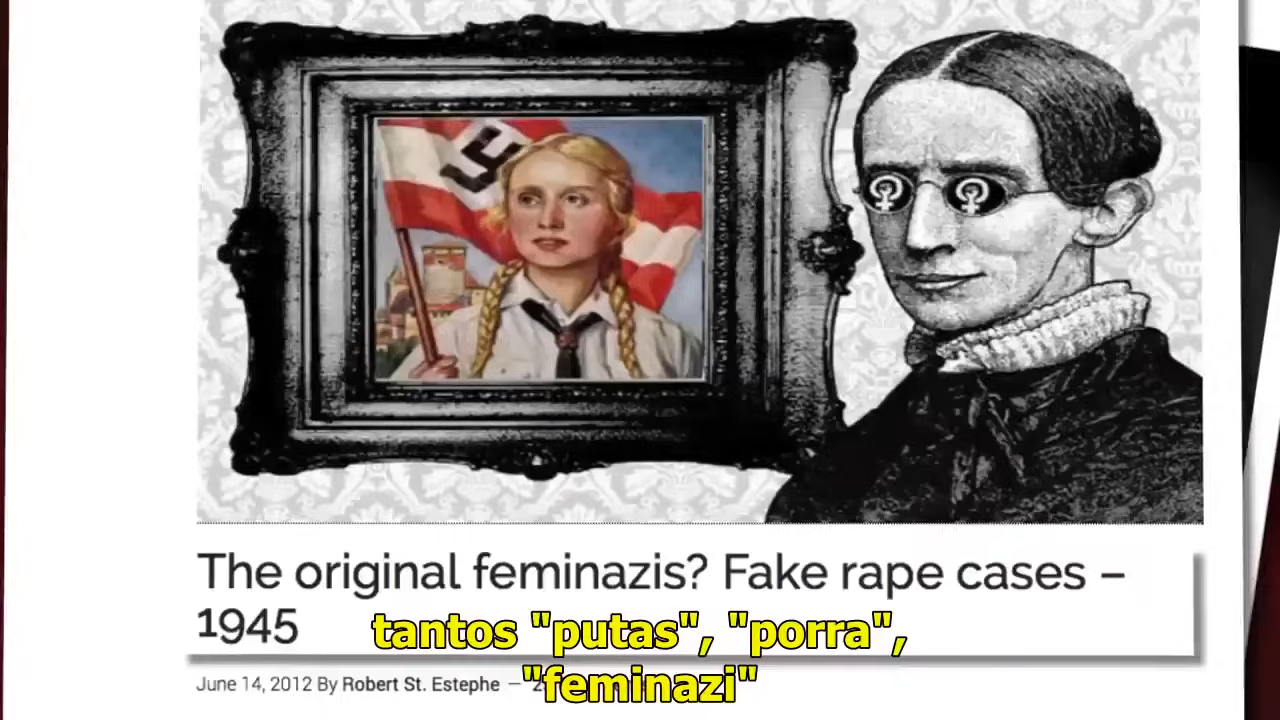 The original feminazis? Fake rape cases –
1945
tantos "putas", "porra",
"feminazi"
June 14, 2012 By Robert St. Estephe –